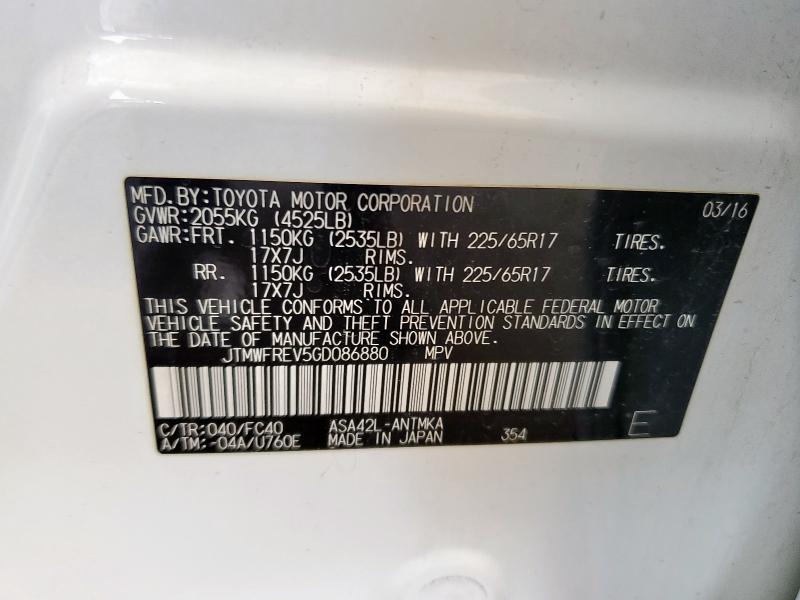 MFD.BY:TOYOTA MOTOR CORPORATION 03/16
GVWR:2055KG (4525LB)
GAWR:FRT. 1150KG (2535LB) WITH 225/65R17 TIRES.
17X7J RIMS.
RR. 1150KG (2535LB) WITH 225/65R17 TIRES.
17X7J RIMS.
THIS VEHICLE CONFORMS TO ALL APPLICABLE FEDERAL MOTOR
VEHICLE SAFETY AND THEFT PREVENTION STANDARDS IN EFFECT ON
THE DATE OF MANUFACTURE SHOWN ABOVE.
JTMWFREV5GD086880 MPV
C/TR:040/FC40 ASA42L-ANTMKA
A/TM:-04A/U760E MADE IN JAPAN 354 E